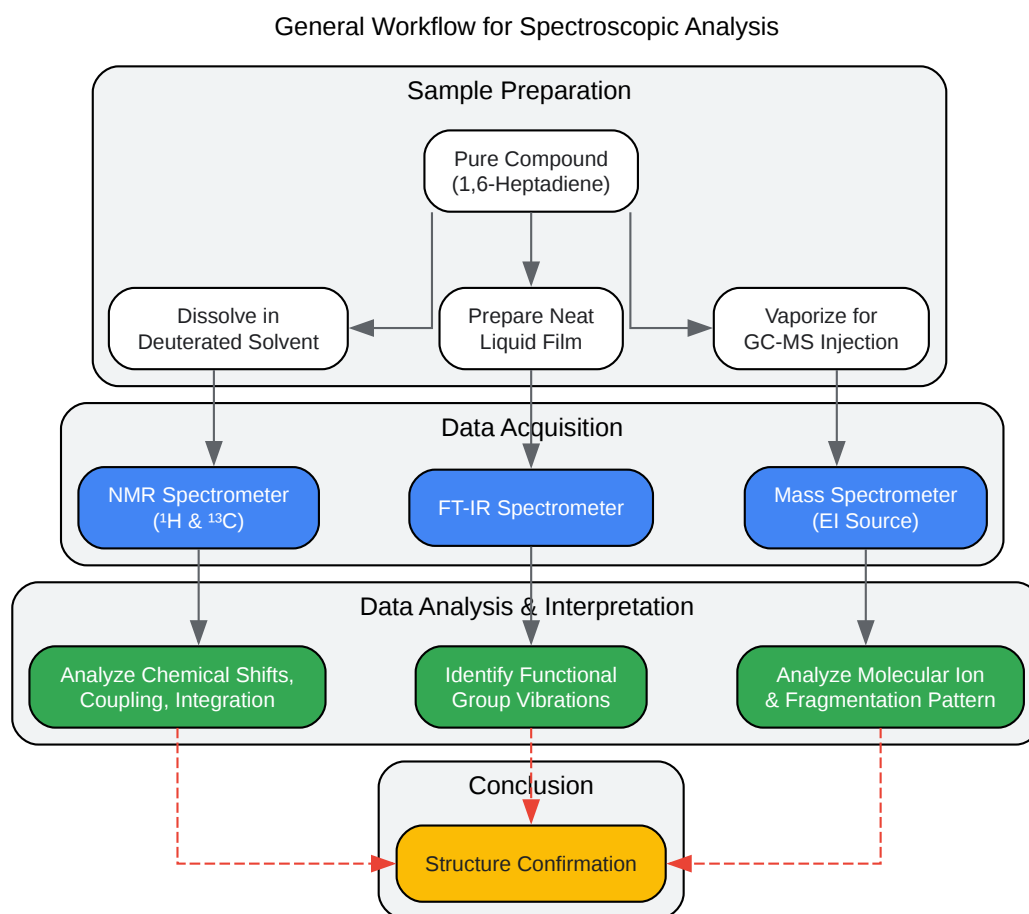 General Workflow for Spectroscopic Analysis
Sample Preparation
Pure Compound
(1,6-Heptadiene)
Dissolve in
Deuterated Solvent
Prepare Neat
Liquid Film
Vaporize for
GC-MS Injection
Data Acquisition
NMR Spectrometer
(¹H & ¹³C)
FT-IR Spectrometer
Mass Spectrometer
(EI Source)
Data Analysis & Interpretation
Analyze Chemical Shifts,
Coupling, Integration
Identify Functional
Group Vibrations
Analyze Molecular Ion
& Fragmentation Pattern
Conclusion
Structure Confirmation